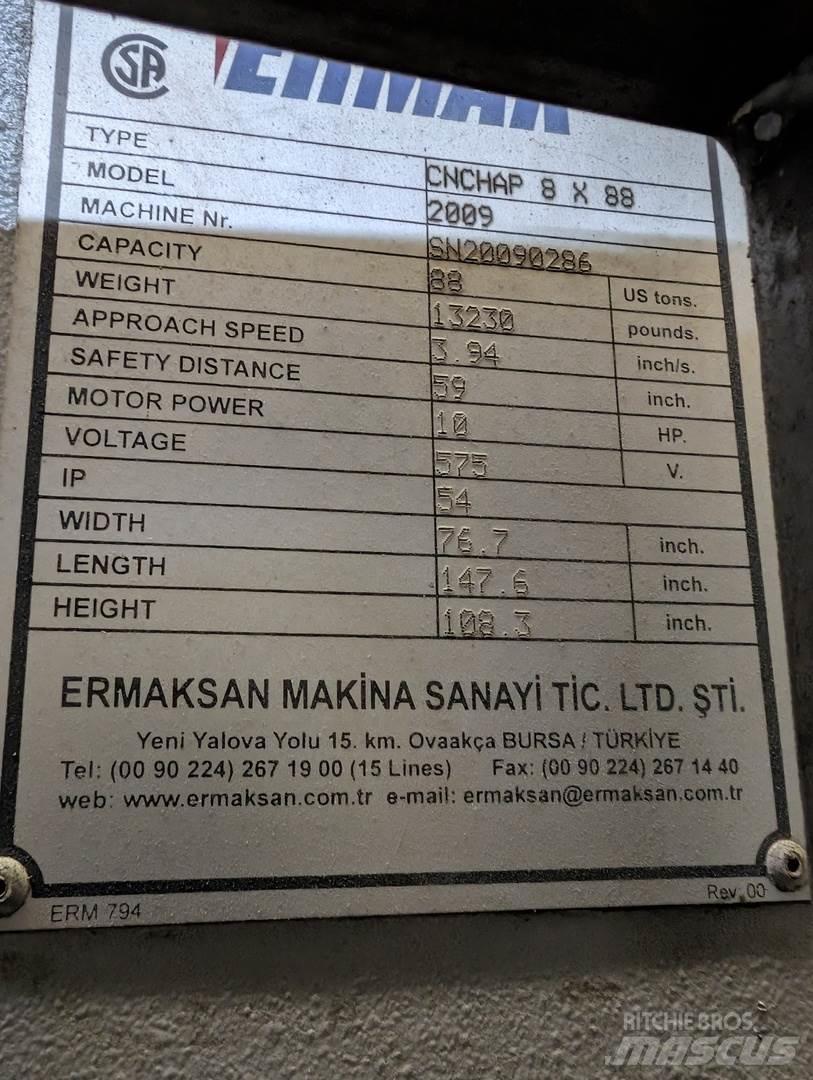 CSA
ERMAK
TYPE CNCHAP 8 X 88
MODEL 2009
MACHINE Nr. SN20090286
CAPACITY 88 US tons.
WEIGHT 13230 pounds.
APPROACH SPEED 3.94 inch/s.
SAFETY DISTANCE 59 inch.
MOTOR POWER 10 HP.
VOLTAGE 575 V.
IP 54
WIDTH 76.7 inch.
LENGTH 147.6 inch.
HEIGHT 108.3 inch.
ERMAKSAN MAKİNA SANAYİ TİC. LTD. ŞTİ.
Yeni Yalova Yolu 15. km. Ovaakça BURSA / TÜRKİYE
Tel: (00 90 224) 267 19 00 (15 Lines) Fax: (00 90 224) 267 14 40
web: www.ermaksan.com.tr e-mail: ermaksan@ermaksan.com.tr
ERM 794 Rev. 00
RITCHIE BROS.
MASCUS